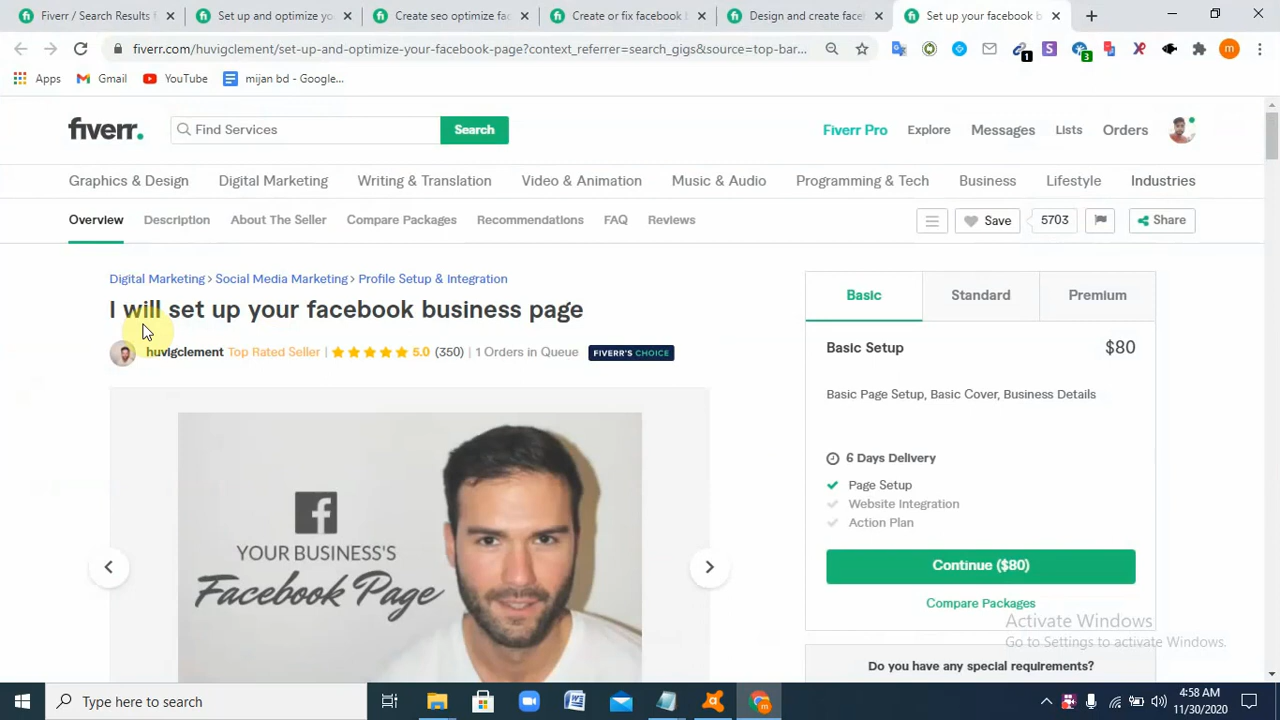 Fiverr / Search Results f
Set up and optimize yo
Create seo optimize fac
Create or fix facebook b
Design and create face
Set up your facebook b
fiverr.com/huvigclement/set-up-and-optimize-your-facebook-page?context_referrer=search_gigs&source=top-bar...
Apps
Gmail
YouTube
mijan bd - Google...
fiverr.
Find Services
Search
Fiverr Pro
Explore
Messages
Lists
Orders
Graphics & Design
Digital Marketing
Writing & Translation
Video & Animation
Music & Audio
Programming & Tech
Business
Lifestyle
Industries
Overview
Description
About The Seller
Compare Packages
Recommendations
FAQ
Reviews
Save
5703
Share
Digital Marketing > Social Media Marketing > Profile Setup & Integration
I will set up your facebook business page
huvigclement Top Rated Seller | 5.0 (350) | 1 Orders in Queue FIVERR'S CHOICE
YOUR BUSINESS'S
Facebook Page
Basic
Standard
Premium
Basic Setup
$80
Basic Page Setup, Basic Cover, Business Details
6 Days Delivery
Page Setup
Website Integration
Action Plan
Continue ($80)
Compare Packages
Activate Windows
Go to Settings to activate Windows.
Do you have any special requirements?
Type here to search
4:58 AM
11/30/2020